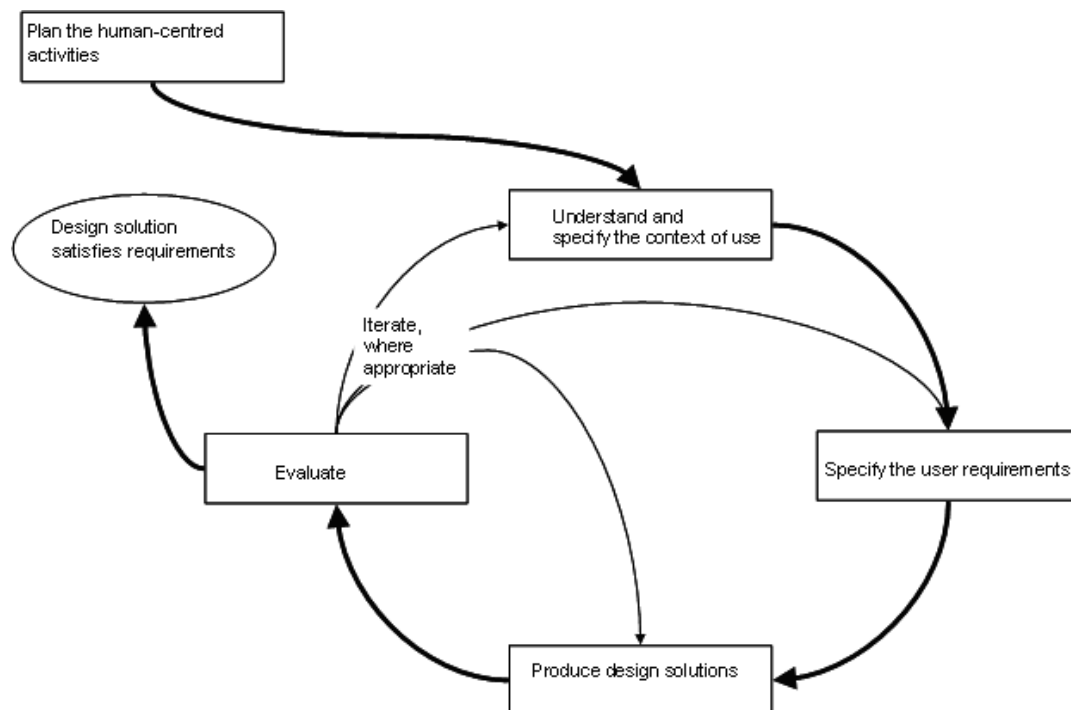 Plan the human-centred
activities
Understand and
specify the context of use
Design solution
satisfies requirements
Iterate,
where
appropriate
Evaluate
Specify the user requirements
Produce design solutions